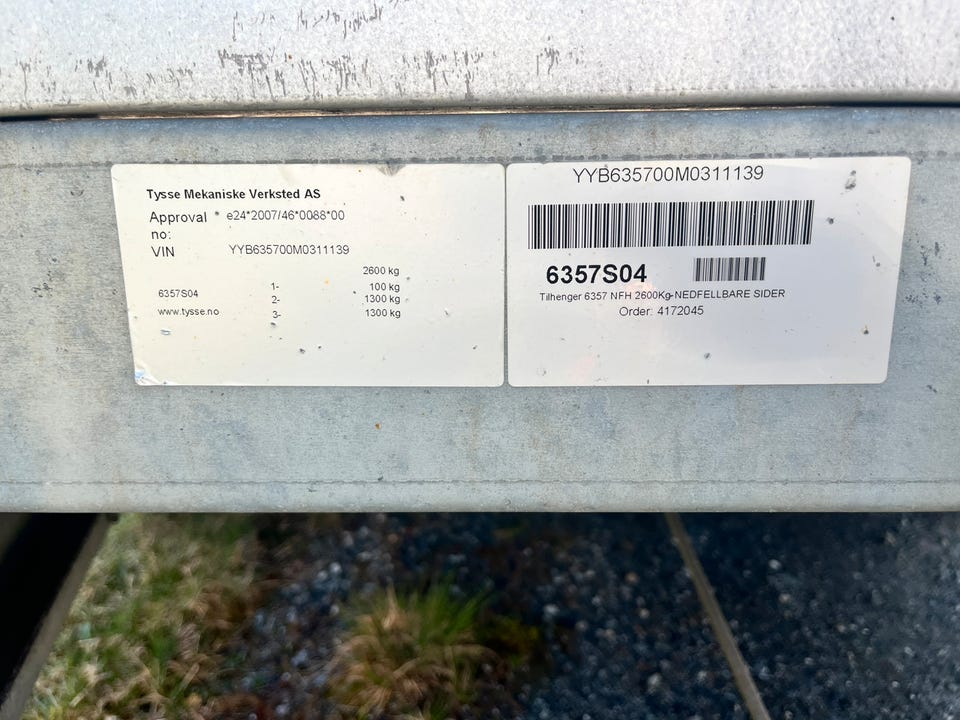 Tysse Mekaniske Verksted AS
Approval * e24*2007/46*0088*00
no:
VIN YYB635700M0311139
2600 kg
1- 100 kg
6357S04 2- 1300 kg
www.tysse.no 3- 1300 kg
YYB635700M0311139
6357S04
Tilhenger 6357 NFH 2600Kg-NEDFELLBARE SIDER
Order: 4172045